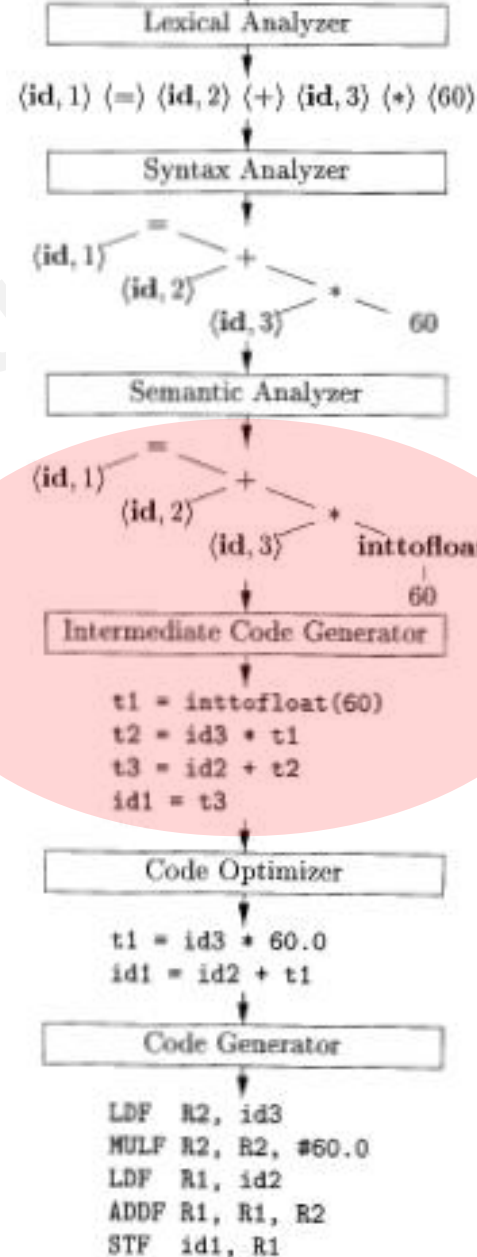 Lexical Analyzer
⟨id, 1⟩ ⟨=⟩ ⟨id, 2⟩ ⟨+⟩ ⟨id, 3⟩ ⟨*⟩ ⟨60⟩
Syntax Analyzer
=
⟨id, 1⟩ +
⟨id, 2⟩ *
⟨id, 3⟩ 60
Semantic Analyzer
=
⟨id, 1⟩ +
⟨id, 2⟩ *
⟨id, 3⟩ inttofloat
60
Intermediate Code Generator
t1 = inttofloat(60)
t2 = id3 * t1
t3 = id2 + t2
id1 = t3
Code Optimizer
t1 = id3 * 60.0
id1 = id2 + t1
Code Generator
LDF R2, id3
MULF R2, R2, #60.0
LDF R1, id2
ADDF R1, R1, R2
STF id1, R1